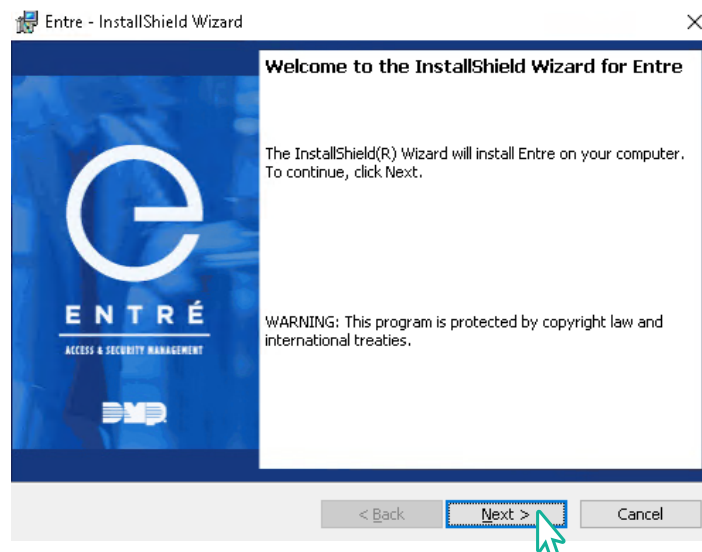 Entre - InstallShield Wizard
Welcome to the InstallShield Wizard for Entre
The InstallShield(R) Wizard will install Entre on your computer.
To continue, click Next.
e
ENTRÉ
ACCESS & SECURITY MANAGEMENT
DMP
WARNING: This program is protected by copyright law and
international treaties.
< Back
Next >
Cancel